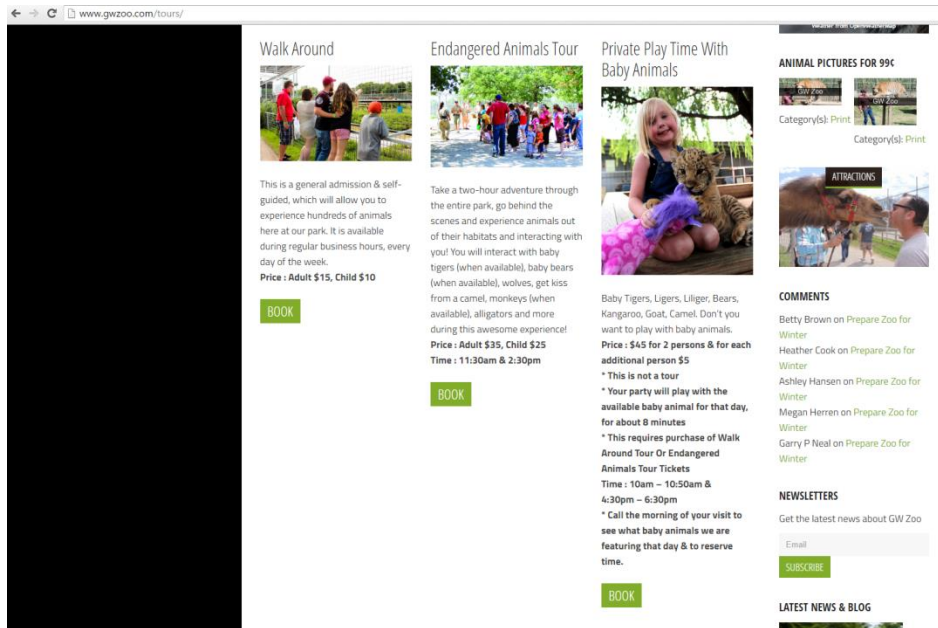 www.gwzoo.com/tours/
Walk Around
This is a general admission & self-
guided, which will allow you to
experience hundreds of animals
here at our park. It is available
during regular business hours, every
day of the week.
Price : Adult $15, Child $10
BOOK
Endangered Animals Tour
Take a two-hour adventure through
the entire park, go behind the
scenes and experience animals out
of their habitats and interacting with
you! You will interact with baby
tigers (when available), baby bears
(when available), wolves, get kiss
from a camel, monkeys (when
available), alligators and more
during this awesome experience!
Price : Adult $35, Child $25
Time : 11:30am & 2:30pm
BOOK
Private Play Time With
Baby Animals
Baby Tigers, Ligers, Liliger, Bears,
Kangaroo, Goat, Camel. Don't you
want to play with baby animals.
Price : $45 for 2 persons & for each
additional person $5
* This is not a tour
* Your party will play with the
available baby animal for that day,
for about 8 minutes
* This requires purchase of Walk
Around Tour Or Endangered
Animals Tour Tickets
Time : 10am – 10:50am &
4:30pm – 6:30pm
* Call the morning of your visit to
see what baby animals we are
featuring that day & to reserve
time.
BOOK
Weather from OpenWeatherMap
ANIMAL PICTURES FOR 99¢
GW Zoo
GW Zoo
Category(s): Print
Category(s): Print
ATTRACTIONS
COMMENTS
Betty Brown on Prepare Zoo for
Winter
Heather Cook on Prepare Zoo for
Winter
Ashley Hansen on Prepare Zoo for
Winter
Megan Herren on Prepare Zoo for
Winter
Garry P Neal on Prepare Zoo for
Winter
NEWSLETTERS
Get the latest news about GW Zoo
Email
SUBSCRIBE
LATEST NEWS & BLOG